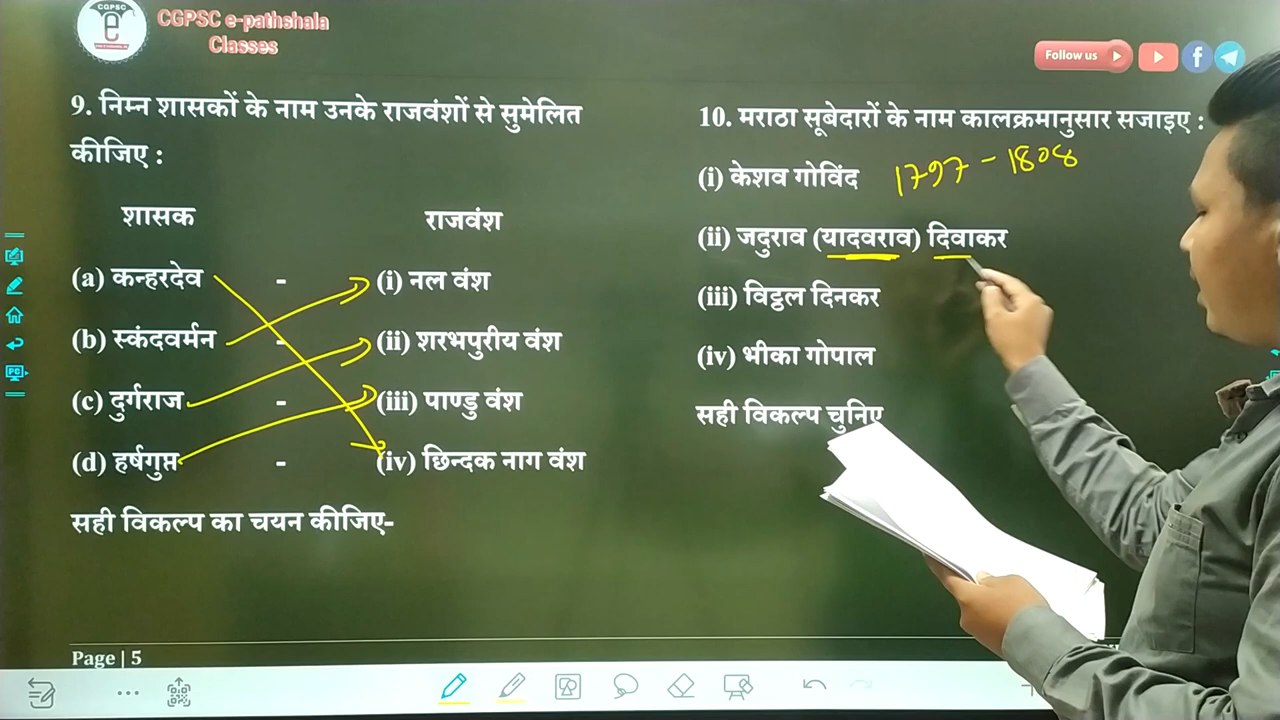 CGPSC
e
CGPSC e-pathshala
Classes
Follow us
9. निम्न शासकों के नाम उनके राजवंशों से सुमेलित
कीजिए :
शासक
राजवंश
(a) कन्हरदेव - (i) नल वंश
(b) स्कंदवर्मन - (ii) शरभपुरीय वंश
(c) दुर्गराज - (iii) पाण्डु वंश
(d) हर्षगुप्त - (iv) छिन्दक नाग वंश
सही विकल्प का चयन कीजिए-
Page | 5
10. मराठा सूबेदारों के नाम कालक्रमानुसार सजाइए :
(i) केशव गोविंद 1797 - 1808
(ii) जदुराव (यादवराव) दिवाकर
(iii) विट्ठल दिनकर
(iv) भीका गोपाल
सही विकल्प चुनिए